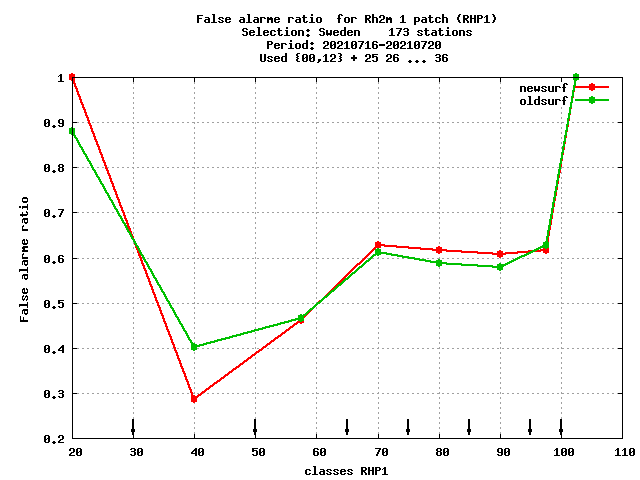 False alarme ratio for Rh2m 1 patch (RHP1)
Selection: Sweden 173 stations
Period: 20210716-20210720
Used {00,12} + 25 26 ... 36
newsurf
oldsurf
1
0.9
0.8
0.7
0.6
0.5
0.4
0.3
0.2
False alarme ratio
20 30 40 50 60 70 80 90 100 110
classes RHP1